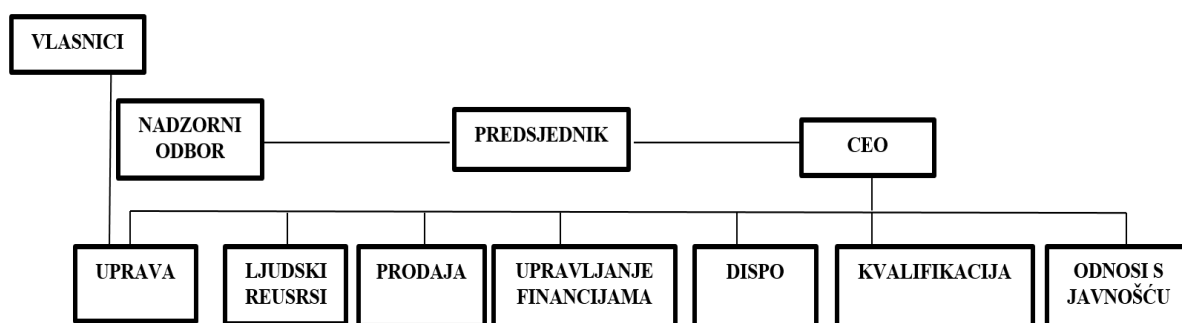 VLASNICI
NADZORNI
ODBOR
PREDSJEDNIK
CEO
UPRAVA
LJUDSKI
REUSRSI
PRODAJA
UPRAVLJANJE
FINANCIJAMA
DISPO
KVALIFIKACIJA
ODNOSI S
JAVNOŠĆU